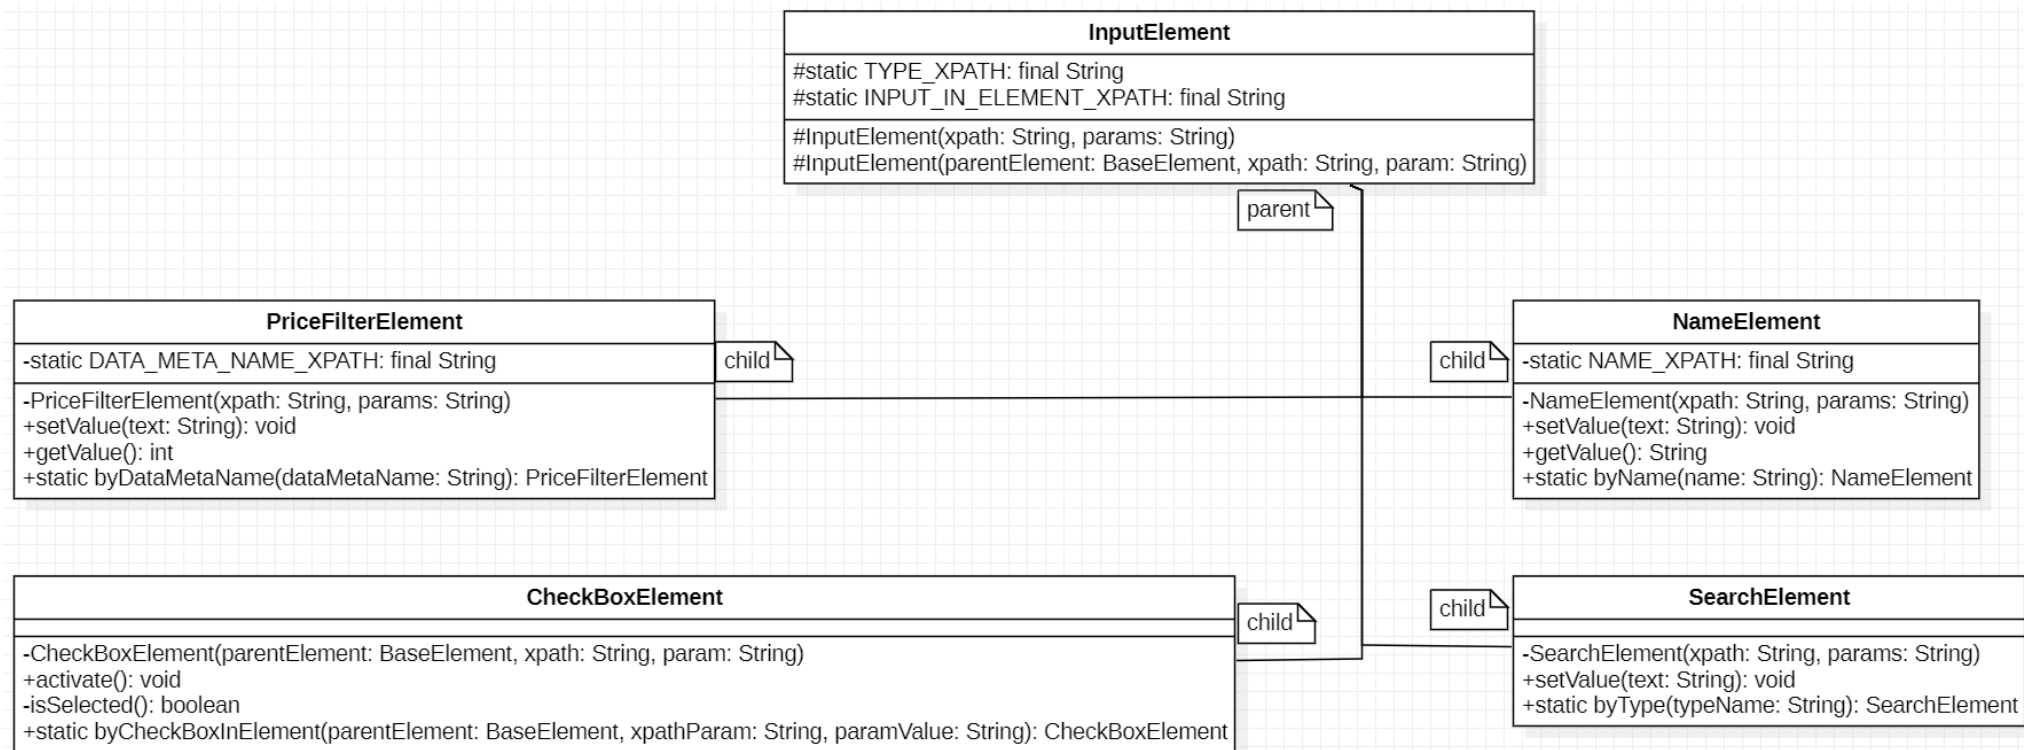 InputElement
#static TYPE_XPATH: final String
#static INPUT_IN_ELEMENT_XPATH: final String
#InputElement(xpath: String, params: String)
#InputElement(parentElement: BaseElement, xpath: String, param: String)
parent
PriceFilterElement
-static DATA_META_NAME_XPATH: final String
-PriceFilterElement(xpath: String, params: String)
+setValue(text: String): void
+getValue(): int
+static byDataMetaName(dataMetaName: String): PriceFilterElement
child
child
NameElement
-static NAME_XPATH: final String
-NameElement(xpath: String, params: String)
+setValue(text: String): void
+getValue(): String
+static byName(name: String): NameElement
CheckBoxElement
-CheckBoxElement(parentElement: BaseElement, xpath: String, param: String)
+activate(): void
-isSelected(): boolean
+static byCheckBoxInElement(parentElement: BaseElement, xpathParam: String, paramValue: String): CheckBoxElement
child
child
SearchElement
-SearchElement(xpath: String, params: String)
+setValue(text: String): void
+static byType(typeName: String): SearchElement